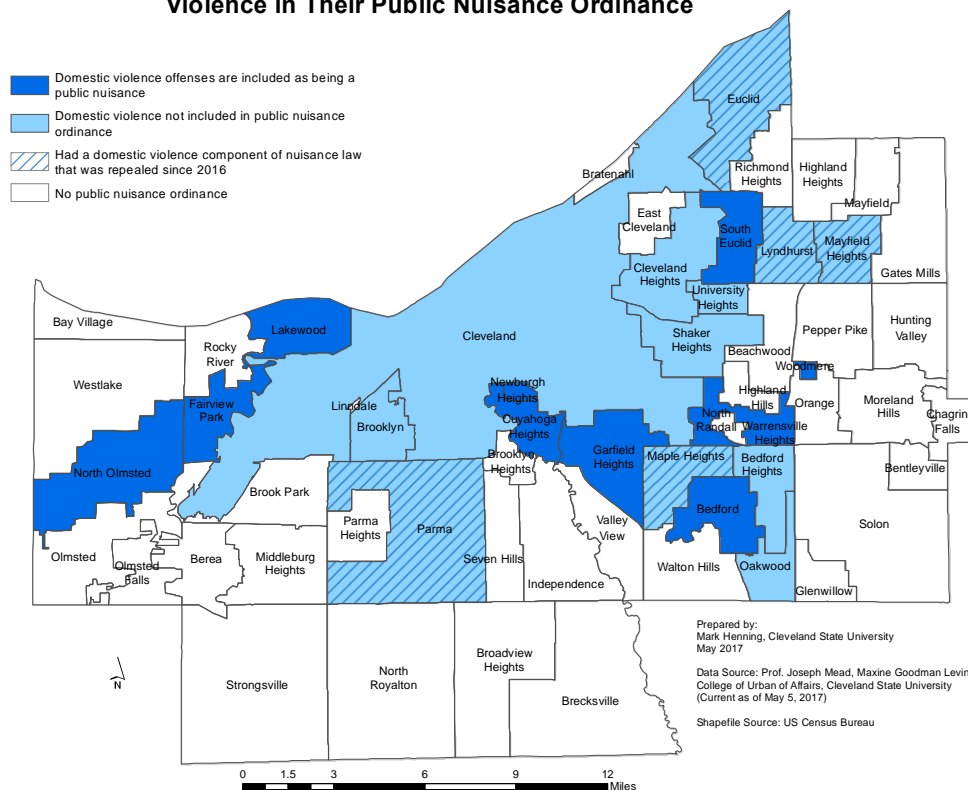 Violence in Their Public Nuisance Ordinance
Domestic violence offenses are included as being a
public nuisance
Domestic violence not included in public nuisance
ordinance
Had a domestic violence component of nuisance law
that was repealed since 2016
No public nuisance ordinance
Euclid
Bratenahl
Richmond
Heights
Highland
Heights
Mayfield
East
Cleveland
South
Euclid
Lyndhurst
Mayfield
Heights
Gates Mills
Cleveland
Heights
University
Heights
Bay Village
Lakewood
Cleveland
Shaker
Heights
Pepper Pike
Hunting
Valley
Rocky
River
Beachwood
Woodmere
Westlake
Highland
Hills
Orange
Moreland
Hills
Chagrin
Falls
Fairview
Park
Linndale
Brooklyn
Newburgh
Heights
Cuyahoga
Heights
North
Randall
Warrensville
Heights
Garfield
Heights
Maple Heights
Bedford
Heights
Brooklyn
Heights
Bentleyville
North Olmsted
Brook Park
Bedford
Parma
Heights
Parma
Valley
View
Solon
Olmsted
Olmsted
Falls
Berea
Middleburg
Heights
Seven Hills
Independence
Walton Hills
Oakwood
Glenwillow
Strongsville
North
Royalton
Broadview
Heights
Brecksville
Prepared by:
Mark Henning, Cleveland State University
May 2017
Data Source: Prof. Joseph Mead, Maxine Goodman Levin
College of Urban of Affairs, Cleveland State University
(Current as of May 5, 2017)
Shapefile Source: US Census Bureau
N
0 1.5 3 6 9 12
Miles